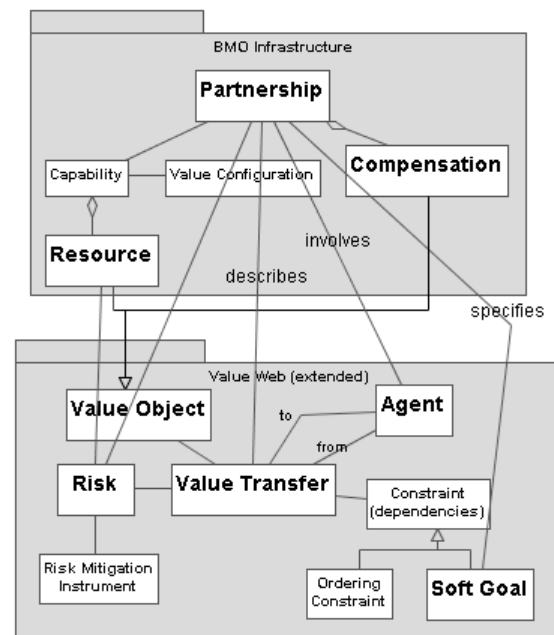 BMO Infrastructure
Partnership
Capability
Value Configuration
Compensation
Resource
involves
describes
specifies
Value Web (extended)
Value Object
to
Agent
from
Risk
Value Transfer
Constraint
(dependencies)
Risk Mitigation
Instrument
Ordering
Constraint
Soft Goal